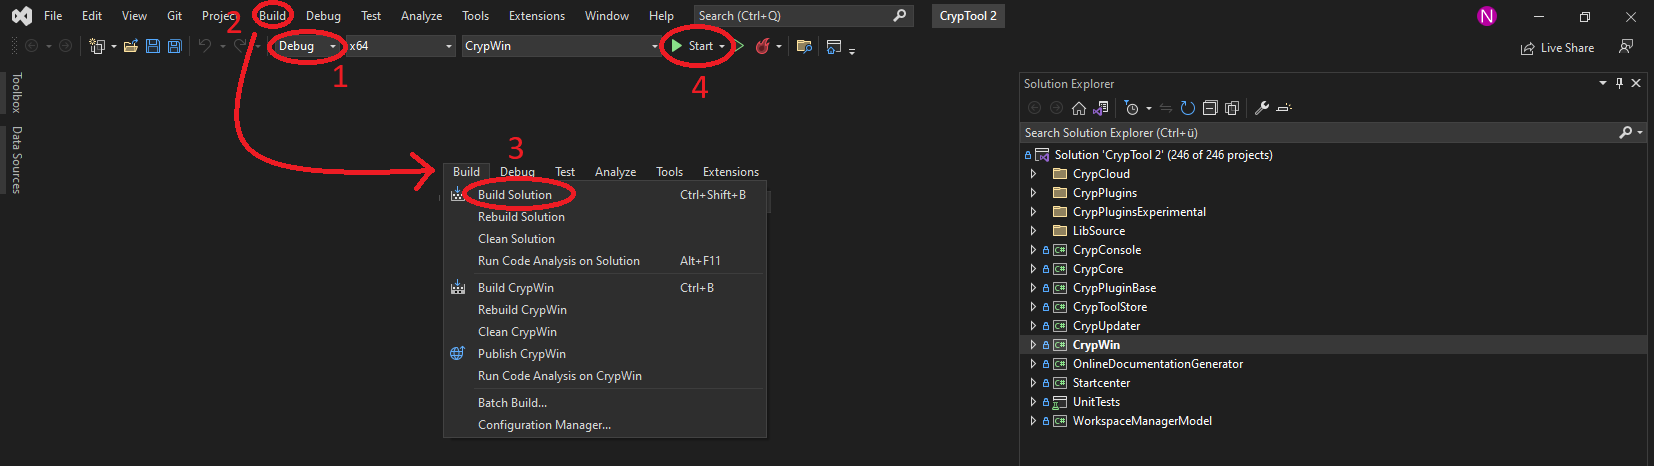 File Edit View Git Project Build Debug Test Analyze Tools Extensions Window Help Search (Ctrl+Q) CrypTool 2 N
2
Debug x64 CrypWin Start Live Share
1
4
Toolbox
Data Sources
3
Build Debug Test Analyze Tools Extensions
Build Solution Ctrl+Shift+B
Rebuild Solution
Clean Solution
Run Code Analysis on Solution Alt+F11
Build CrypWin Ctrl+B
Rebuild CrypWin
Clean CrypWin
Publish CrypWin
Run Code Analysis on CrypWin
Batch Build...
Configuration Manager...
Solution Explorer
Search Solution Explorer (Ctrl+ü)
Solution 'CrypTool 2' (246 of 246 projects)
CrypCloud
CrypPlugins
CrypPluginsExperimental
LibSource
C# CrypConsole
C# CrypCore
C# CrypPluginBase
C# CrypToolStore
C# CrypUpdater
C# CrypWin
C# OnlineDocumentationGenerator
C# Startcenter
UnitTests
C# WorkspaceManagerModel